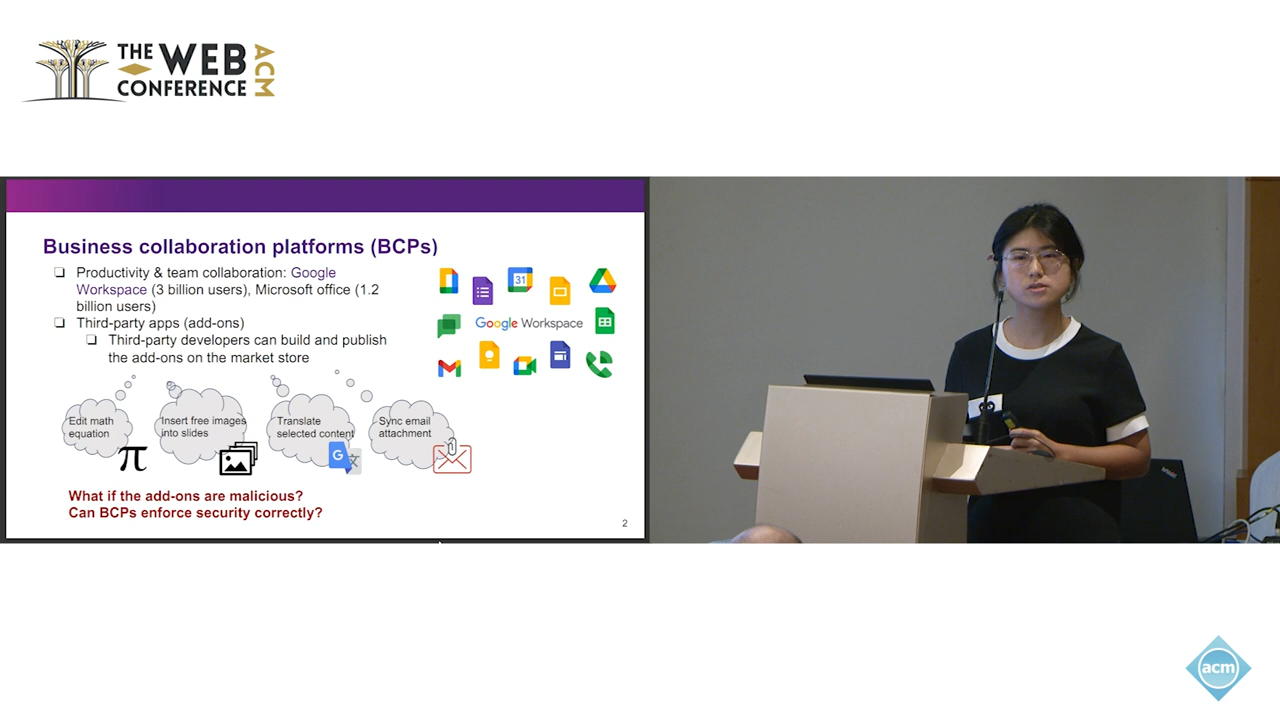 THE WEB
CONFERENCE
ACM
Business collaboration platforms (BCPs)
❏ Productivity & team collaboration: Google
Workspace (3 billion users), Microsoft office (1.2
billion users)
❏ Third-party apps (add-ons)
❏ Third-party developers can build and publish
the add-ons on the market store
31
Google Workspace
Edit math
equation
π
Insert free images
into slides
Translate
selected content
G
文
Sync email
attachment
What if the add-ons are malicious?
Can BCPs enforce security correctly?
2
acm